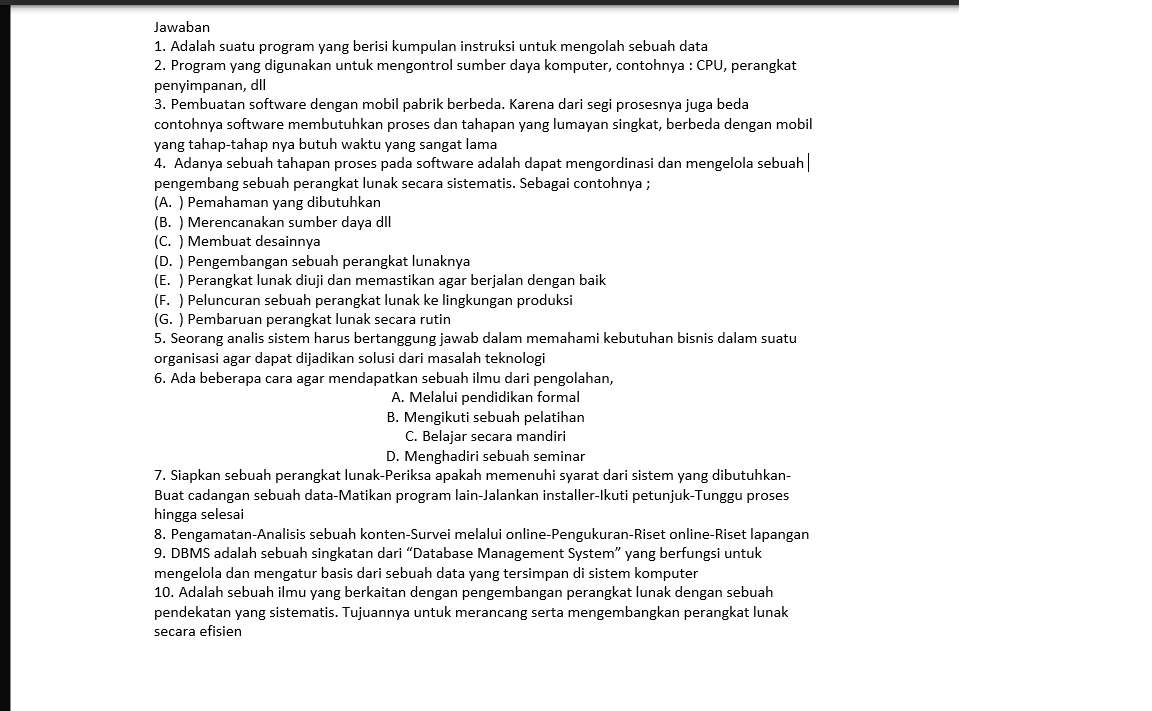 Jawaban
1. Adalah suatu program yang berisi kumpulan instruksi untuk mengolah sebuah data
2. Program yang digunakan untuk mengontrol sumber daya komputer, contohnya : CPU, perangkat
penyimpanan, dll
3. Pembuatan software dengan mobil pabrik berbeda. Karena dari segi prosesnya juga beda
contohnya software membutuhkan proses dan tahapan yang lumayan singkat, berbeda dengan mobil
yang tahap-tahap nya butuh waktu yang sangat lama
4.  Adanya sebuah tahapan proses pada software adalah dapat mengordinasi dan mengelola sebuah
pengembang sebuah perangkat lunak secara sistematis. Sebagai contohnya ;
(A.  ) Pemahaman yang dibutuhkan
(B.  ) Merencanakan sumber daya dll
(C.  ) Membuat desainnya
(D.  ) Pengembangan sebuah perangkat lunaknya
(E.  ) Perangkat lunak diuji dan memastikan agar berjalan dengan baik
(F.  ) Peluncuran sebuah perangkat lunak ke lingkungan produksi
(G.  ) Pembaruan perangkat lunak secara rutin
5. Seorang analis sistem harus bertanggung jawab dalam memahami kebutuhan bisnis dalam suatu
organisasi agar dapat dijadikan solusi dari masalah teknologi
6. Ada beberapa cara agar mendapatkan sebuah ilmu dari pengolahan,
A. Melalui pendidikan formal
B. Mengikuti sebuah pelatihan
C. Belajar secara mandiri
D. Menghadiri sebuah seminar
7. Siapkan sebuah perangkat lunak-Periksa apakah memenuhi syarat dari sistem yang dibutuhkan-
Buat cadangan sebuah data-Matikan program lain-Jalankan installer-Ikuti petunjuk-Tunggu proses
hingga selesai
8. Pengamatan-Analisis sebuah konten-Survei melalui online-Pengukuran-Riset online-Riset lapangan
9. DBMS adalah sebuah singkatan dari “Database Management System” yang berfungsi untuk
mengelola dan mengatur basis dari sebuah data yang tersimpan di sistem komputer
10. Adalah sebuah ilmu yang berkaitan dengan pengembangan perangkat lunak dengan sebuah
pendekatan yang sistematis. Tujuannya untuk merancang serta mengembangkan perangkat lunak
secara efisien